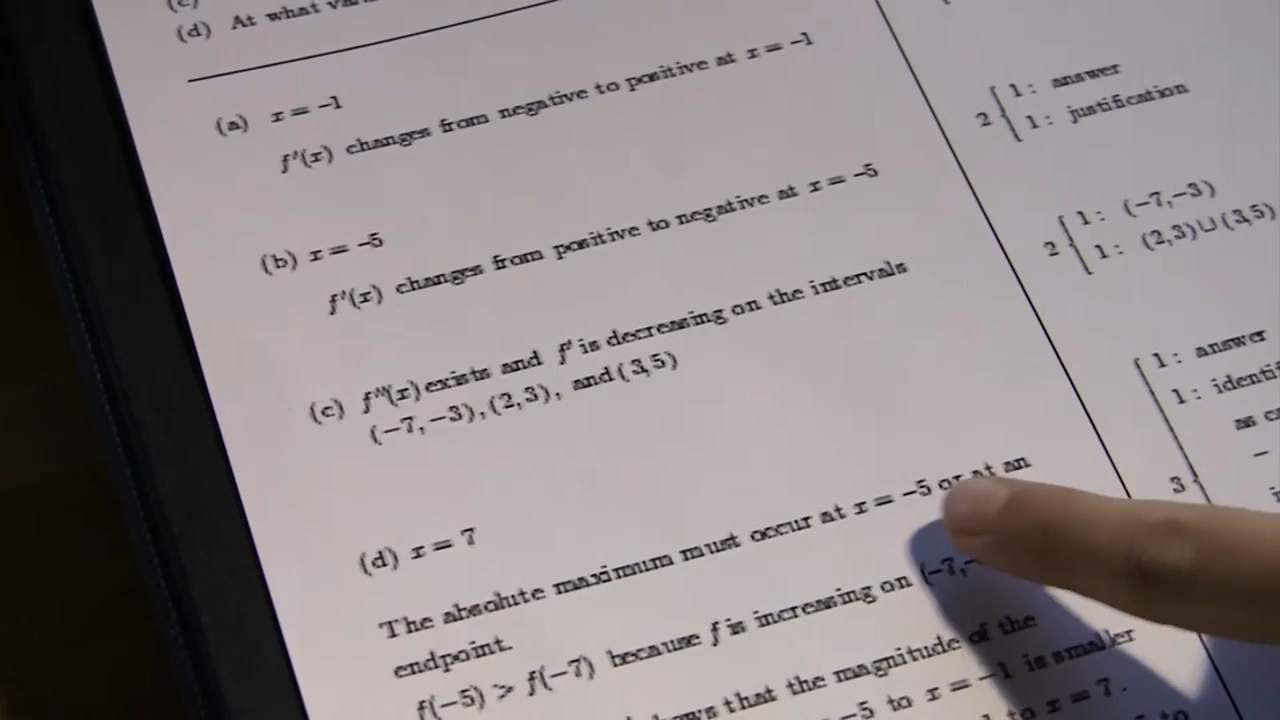 (c)
(d) At what
(a) x = -1
f'(x) changes from negative to positive at x = -1
(b) x = -5
f'(x) changes from positive to negative at x = -5
(c) f''(x) exists and f' is decreasing on the intervals
(-7, -3), (2, 3), and (3, 5)
(d) x = 7
The absolute maximum must occur at x = -5 or at an
endpoint.
f(-5) > f(-7) because f is increasing on (-7,
that the magnitude of the
-5 to x = -1 is smaller
to x = 7.
2 { 1: answer
1: justification
2 { 1: (-7, -3)
1: (2, 3) ∪ (3, 5)
3 { 1: answer
1: